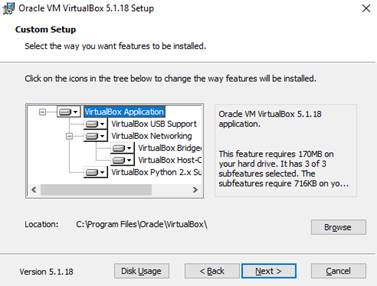 Oracle VM VirtualBox 5.1.18 Setup
Custom Setup
Select the way you want features to be installed.
Click on the icons in the tree below to change the way features will be installed.
VirtualBox Application
VirtualBox USB Support
VirtualBox Networking
VirtualBox Bridge
VirtualBox Host-C
VirtualBox Python 2.x Su
Oracle VM VirtualBox 5.1.18
application.
This feature requires 170MB on
your hard drive. It has 3 of 3
subfeatures selected. The
subfeatures require 716KB on yo...
Location: C:\Program Files\Oracle\VirtualBox\
Browse
Version 5.1.18 Disk Usage < Back Next > Cancel